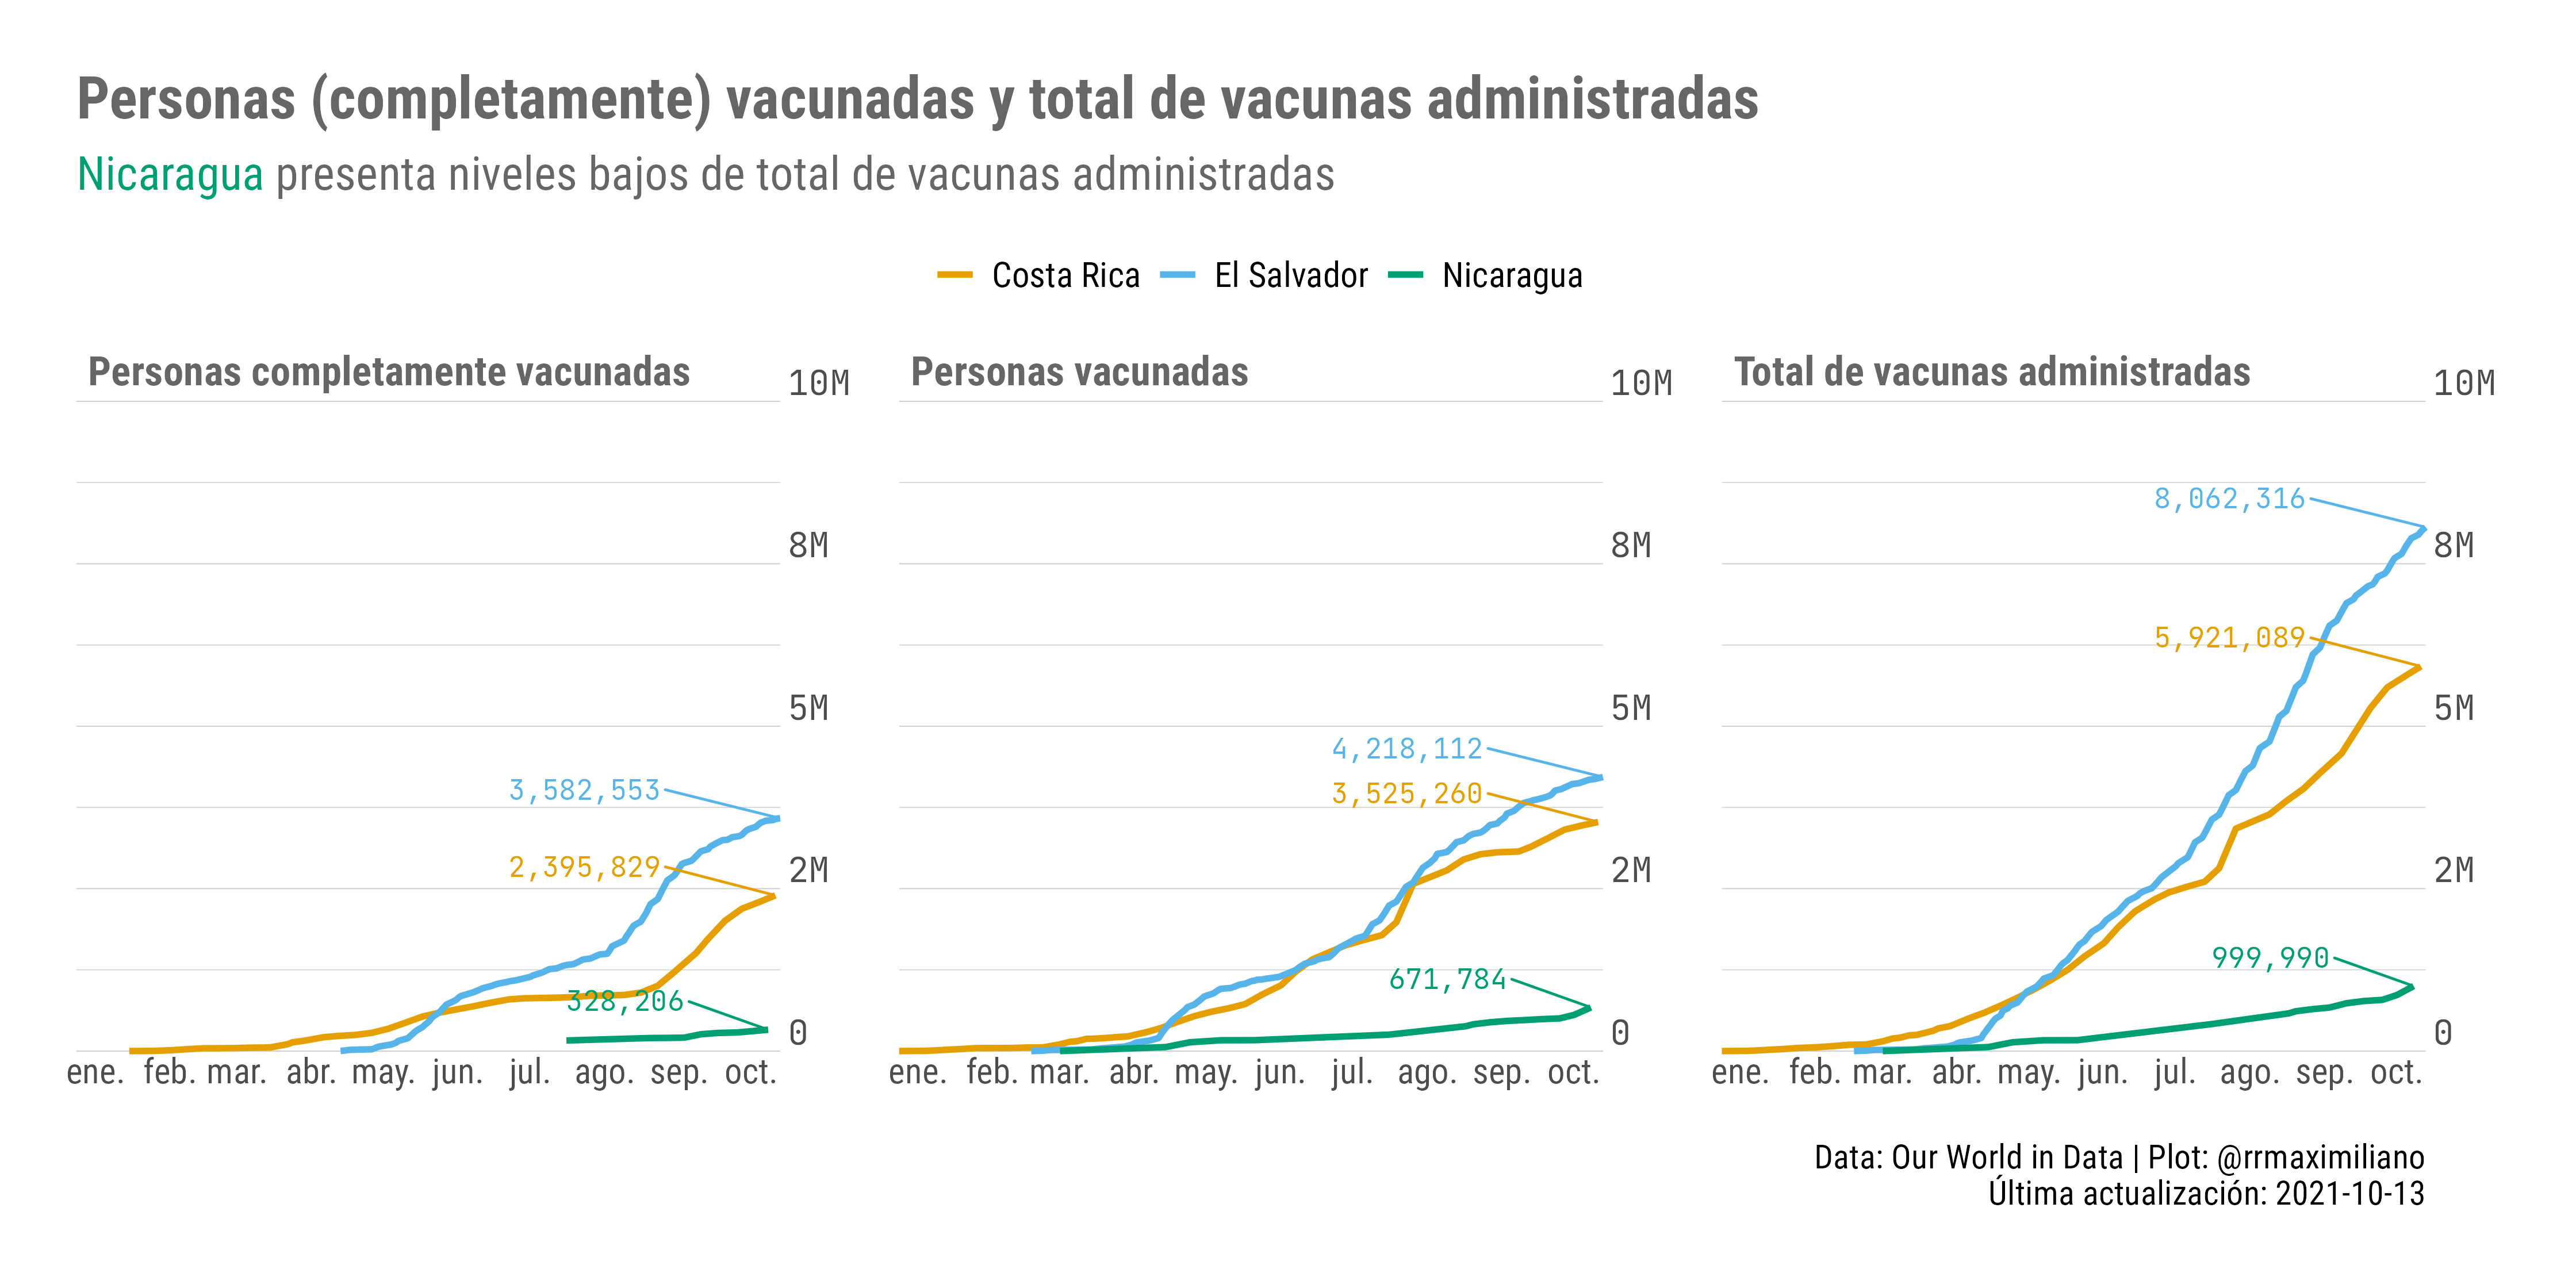 Personas (completamente) vacunadas y total de vacunas administradas
Nicaragua presenta niveles bajos de total de vacunas administradas
Costa Rica El Salvador Nicaragua
Personas completamente vacunadas
10M
8M
5M
2M
0
3,582,553
2,395,829
328,206
ene. feb. mar. abr. may. jun. jul. ago. sep. oct.
Personas vacunadas
10M
8M
5M
2M
0
4,218,112
3,525,260
671,784
ene. feb. mar. abr. may. jun. jul. ago. sep. oct.
Total de vacunas administradas
10M
8M
5M
2M
0
8,062,316
5,921,089
999,990
ene. feb. mar. abr. may. jun. jul. ago. sep. oct.
Data: Our World in Data | Plot: @rrmaximiliano
Última actualización: 2021-10-13